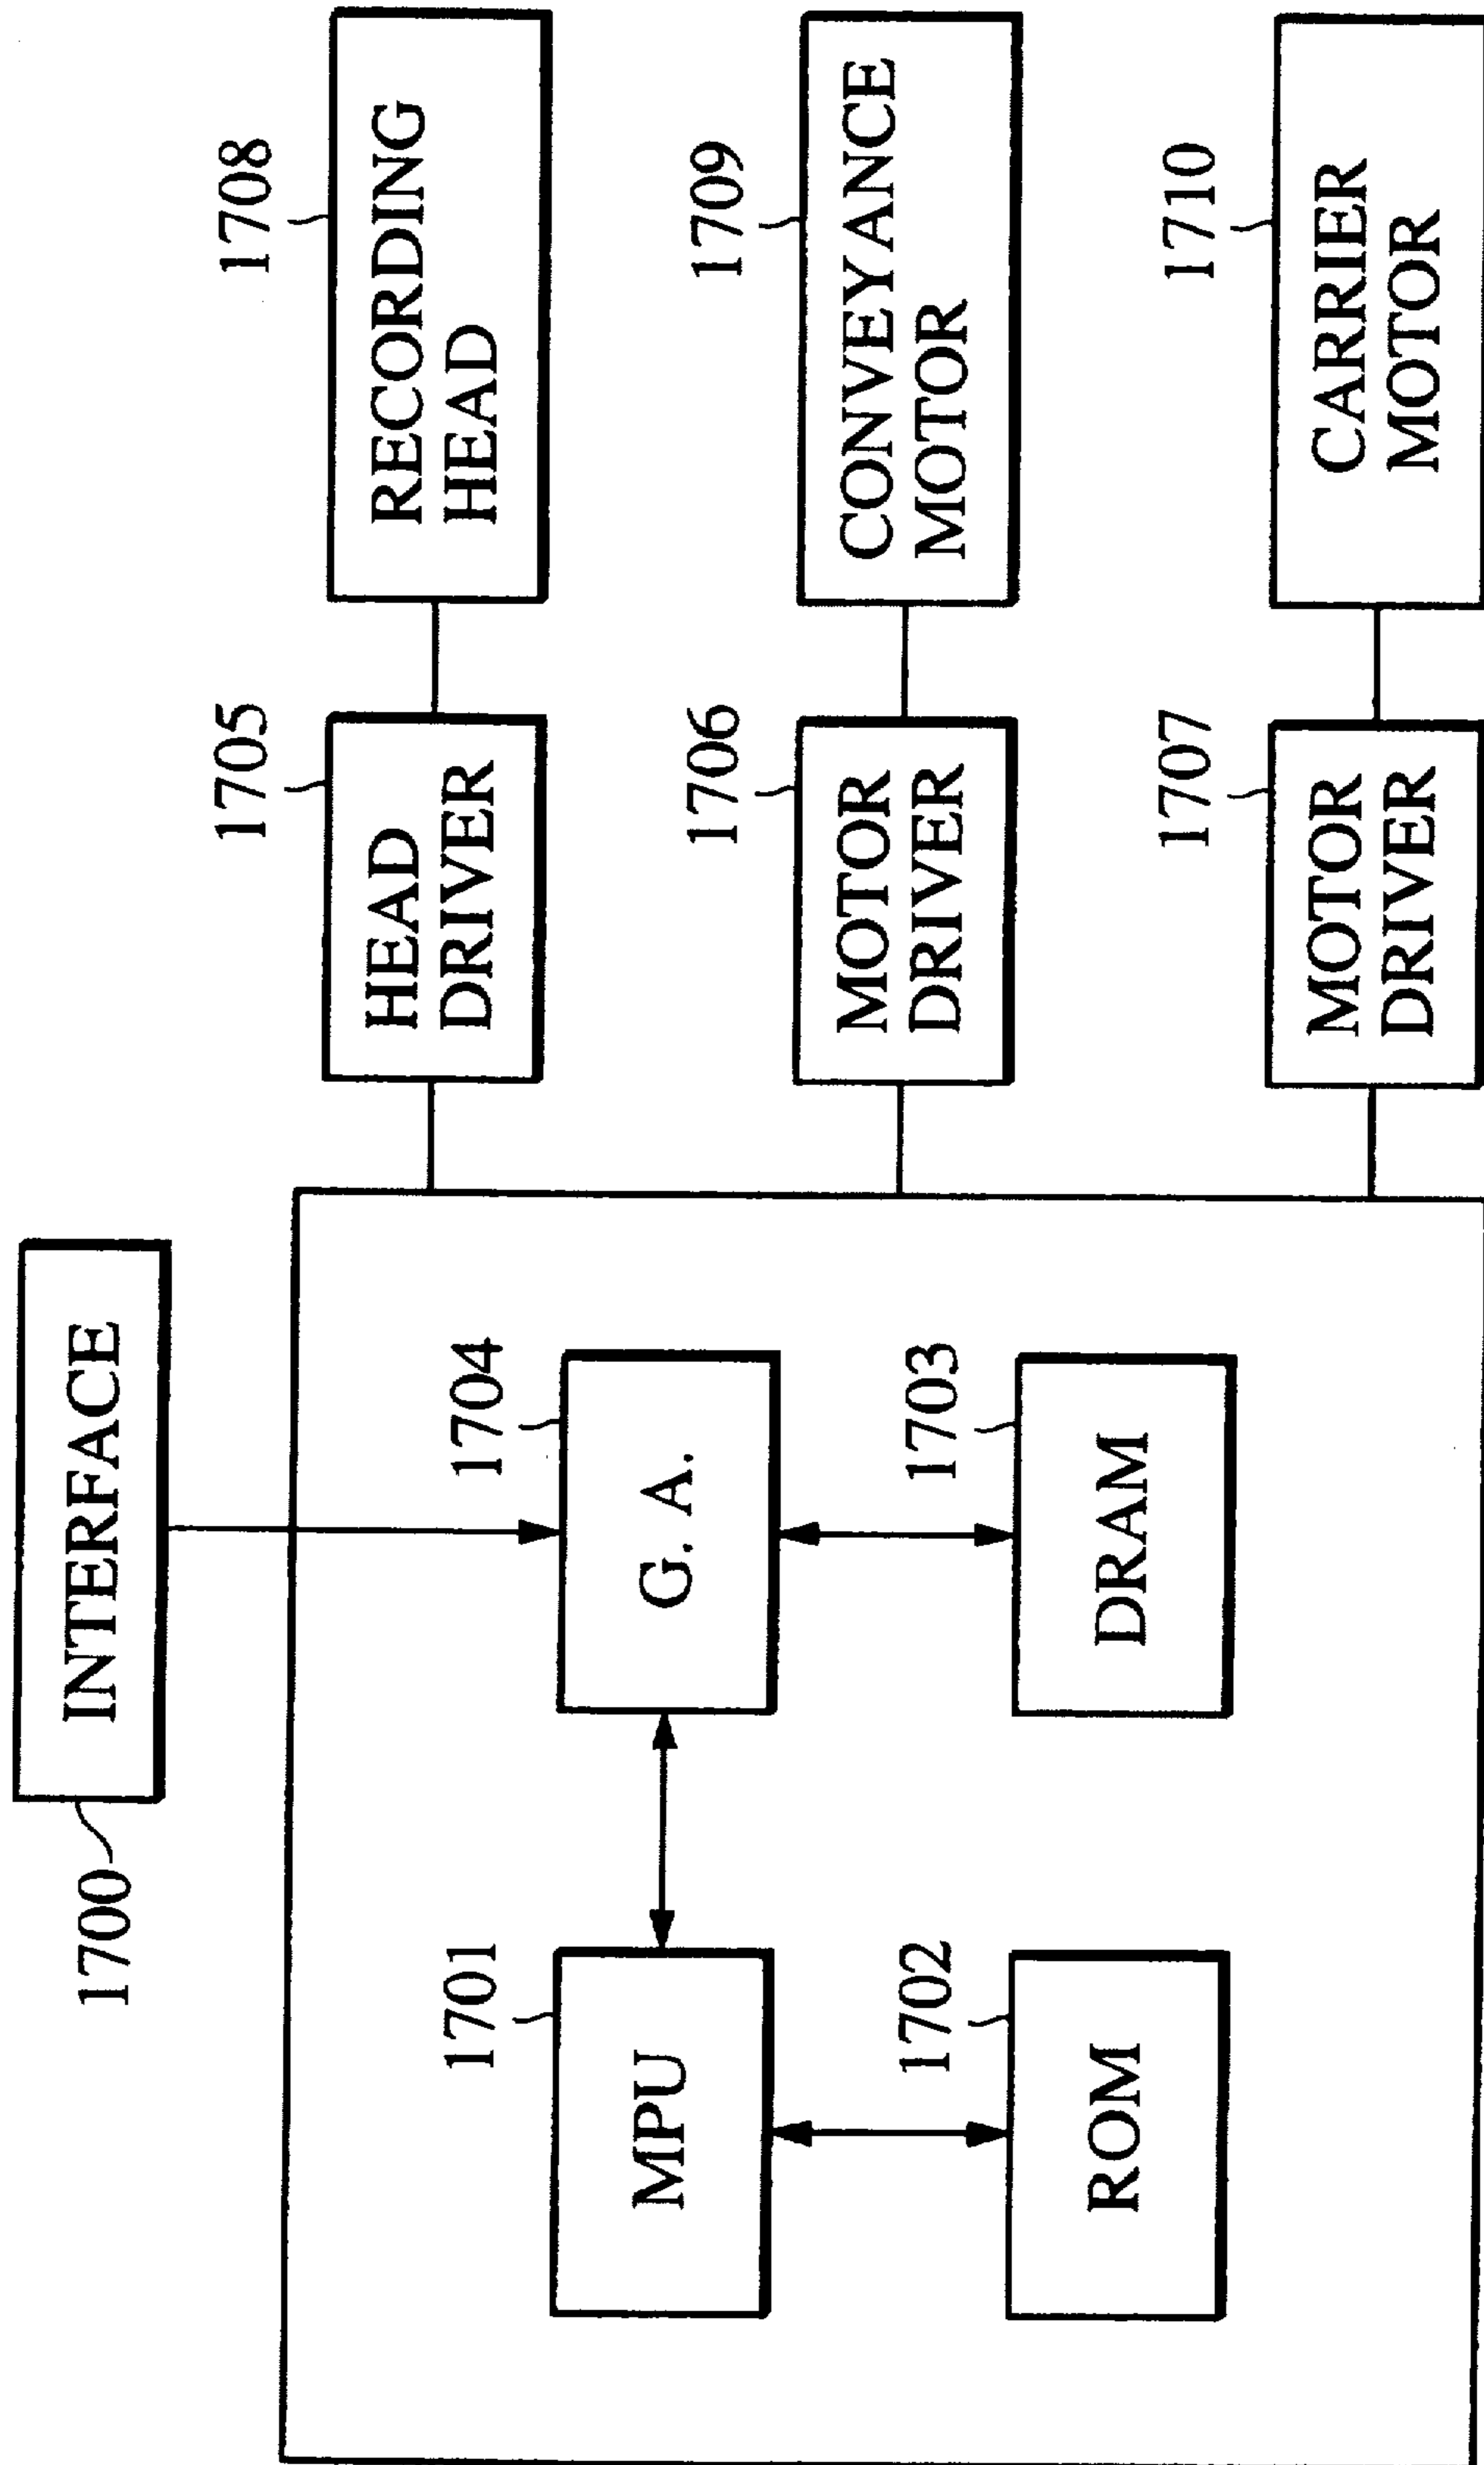 1700
INTERFACE
1701
MPU
1704
G. A.
1702
ROM
1703
DRAM
1705
HEAD
DRIVER
1708
RECORDING
HEAD
1706
MOTOR
DRIVER
1709
CONVEYANCE
MOTOR
1707
MOTOR
DRIVER
1710
CARRIER
MOTOR